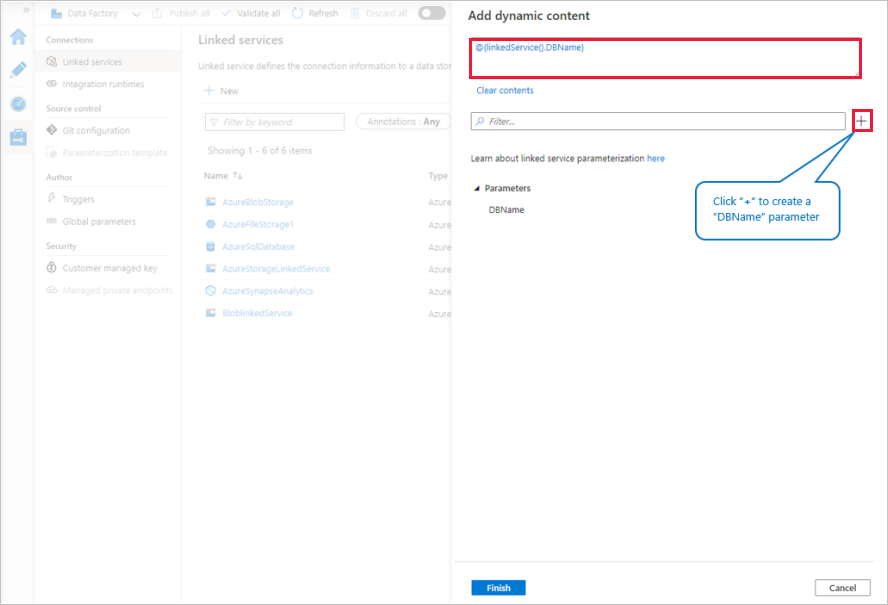 Data Factory
Publish all
Validate all
Refresh
Discard all
Connections
Linked services
Integration runtimes
Source control
Git configuration
Parameterization template
Author
Triggers
Global parameters
Security
Customer managed key
Managed private endpoints
Linked services
Linked service defines the connection information to a data stor
New
Filter by keyword
Annotations : Any
Showing 1 - 6 of 6 items
Name
Type
AzureBlobStorage
Azure
AzureFileStorage1
Azure
AzureSqlDatabase
Azure
AzureStorageLinkedService
Azure
AzureSynapseAnalytics
Azure
BloblinkedService
Azure
Add dynamic content
@{linkedService().DBName}
Clear contents
Filter...
Learn about linked service parameterization here
Parameters
DBName
Click "+" to create a
"DBName" parameter
Finish
Cancel